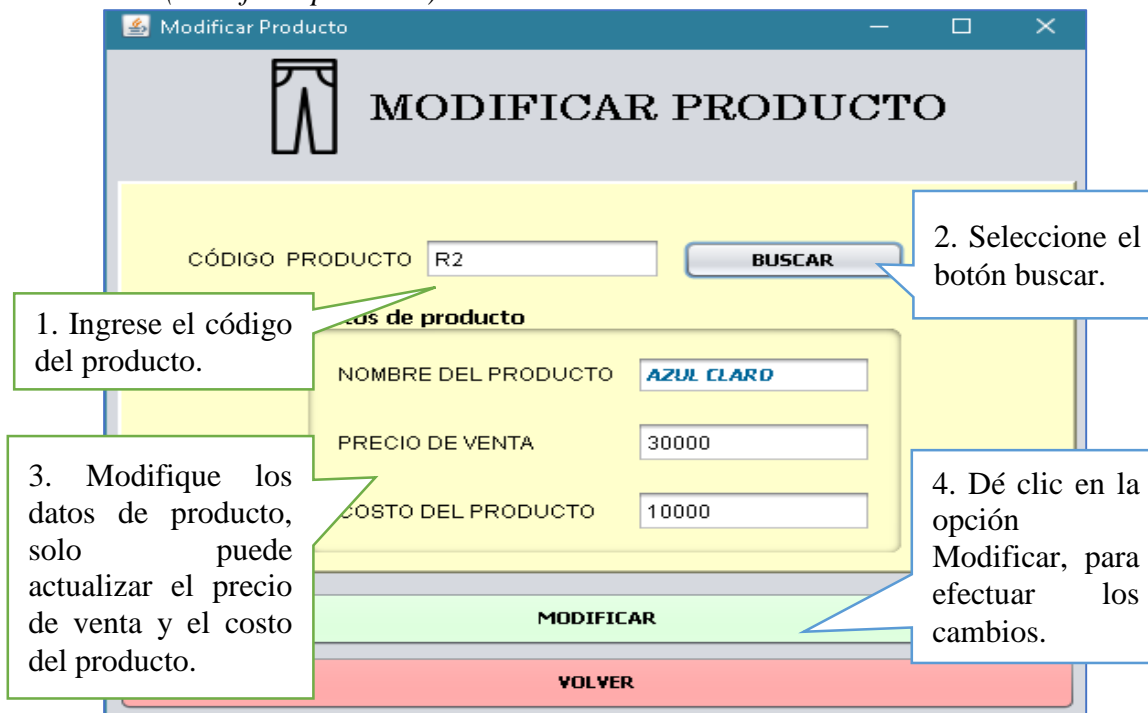 Modificar Producto
MODIFICAR PRODUCTO
CÓDIGO PRODUCTO R2 BUSCAR
2. Seleccione el
botón buscar.
1. Ingrese el código
del producto.
de producto
NOMBRE DEL PRODUCTO AZUL CLARO
PRECIO DE VENTA 30000
COSTO DEL PRODUCTO 10000
3. Modifique los
datos de producto,
solo puede
actualizar el precio
de venta y el costo
del producto.
4. Dé clic en la
opción
Modificar, para
efectuar los
cambios.
MODIFICAR
VOLVER